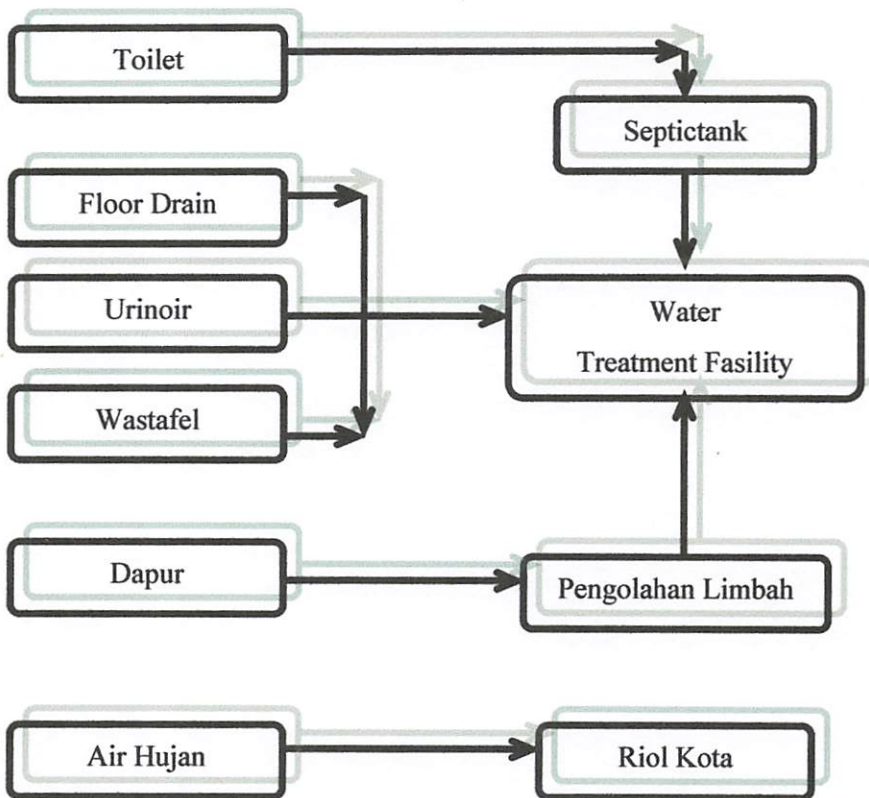 Toilet
Septictank
Floor Drain
Urinoir
Water
Treatment Fasility
Wastafel
Dapur
Pengolahan Limbah
Air Hujan
Riol Kota